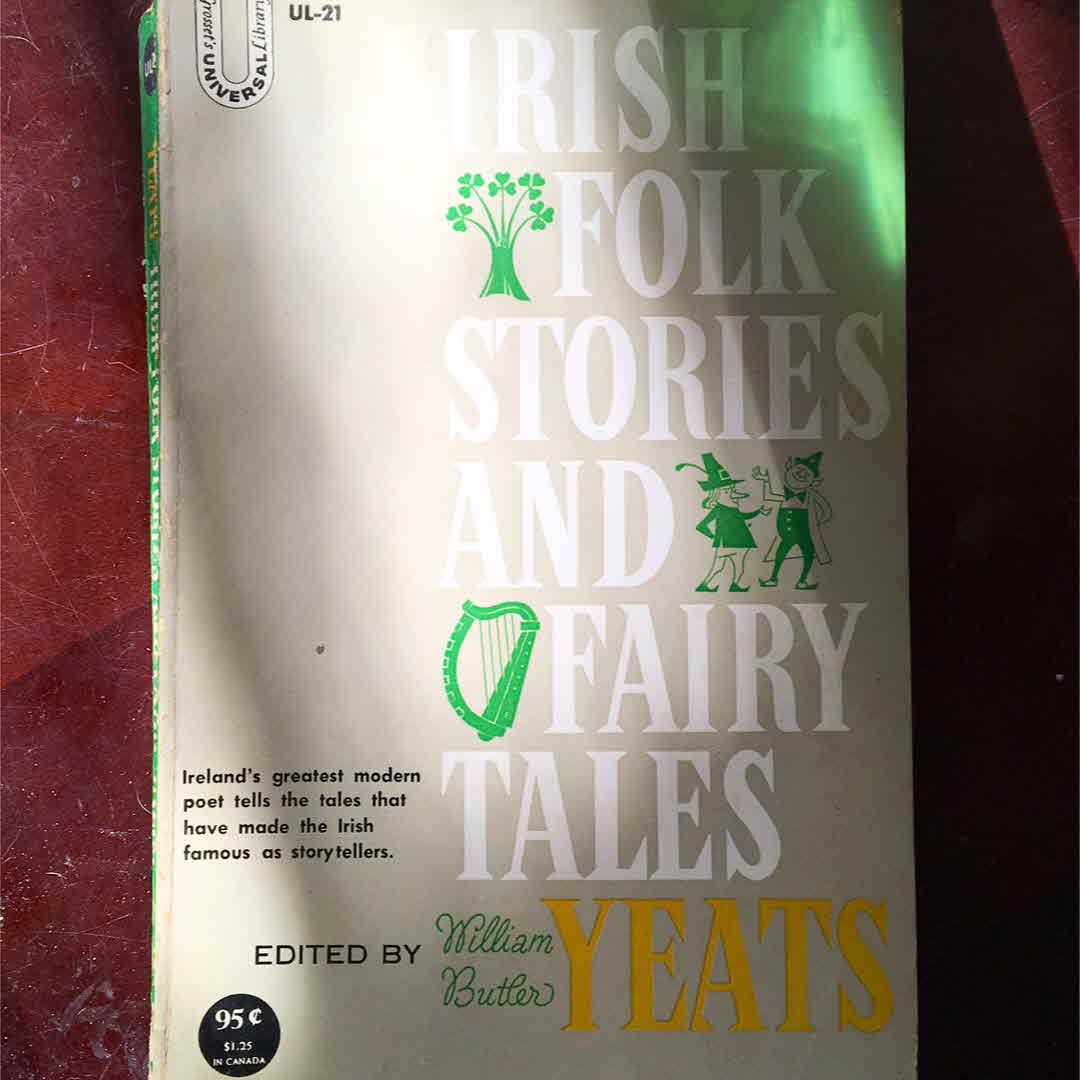 Grosset's UNIVERSAL Library
UL-21
IRISH
FOLK
STORIES
AND
FAIRY
TALES
Ireland's greatest modern
poet tells the tales that
have made the Irish
famous as storytellers.
EDITED BY William
Butler
YEATS
95¢
$1.25
IN CANADA